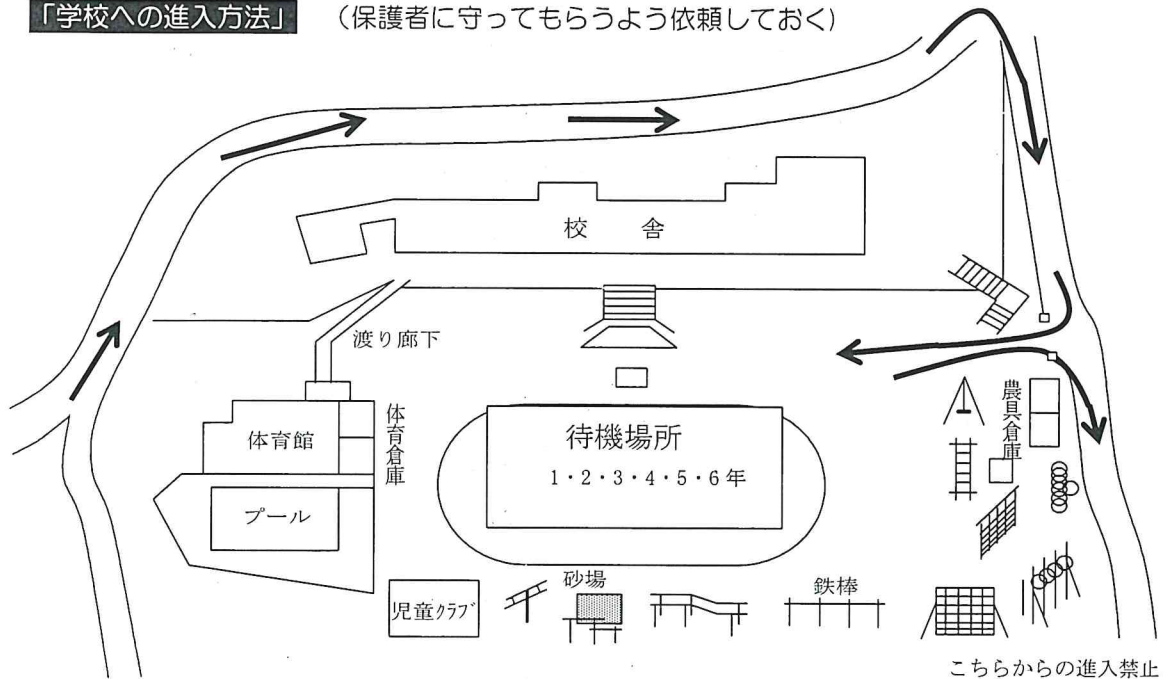 「学校への進入方法」 (保護者に守ってもらうよう依頼しておく)
校 舎
渡り廊下
体育館
体育倉庫
プール
待機場所
1・2・3・4・5・6年
農具倉庫
児童クラブ
砂場
鉄棒
こちらからの進入禁止